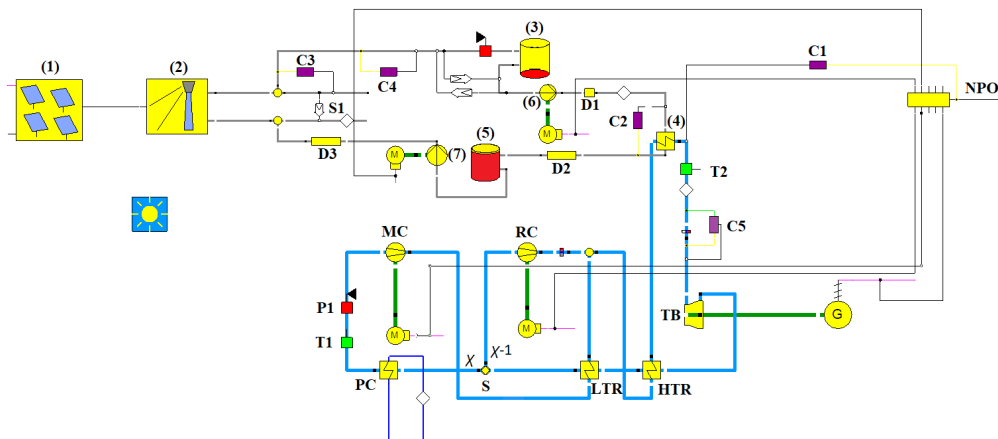 (1)
(2)
(3)
C3
C4
S1
C1
NPO
(6)
D1
C2
(4)
M
D3
M
(7)
(5)
D2
T2
C5
MC
RC
P1
T1
M
M
TB
G
X
X-1
PC
S
LTR
HTR